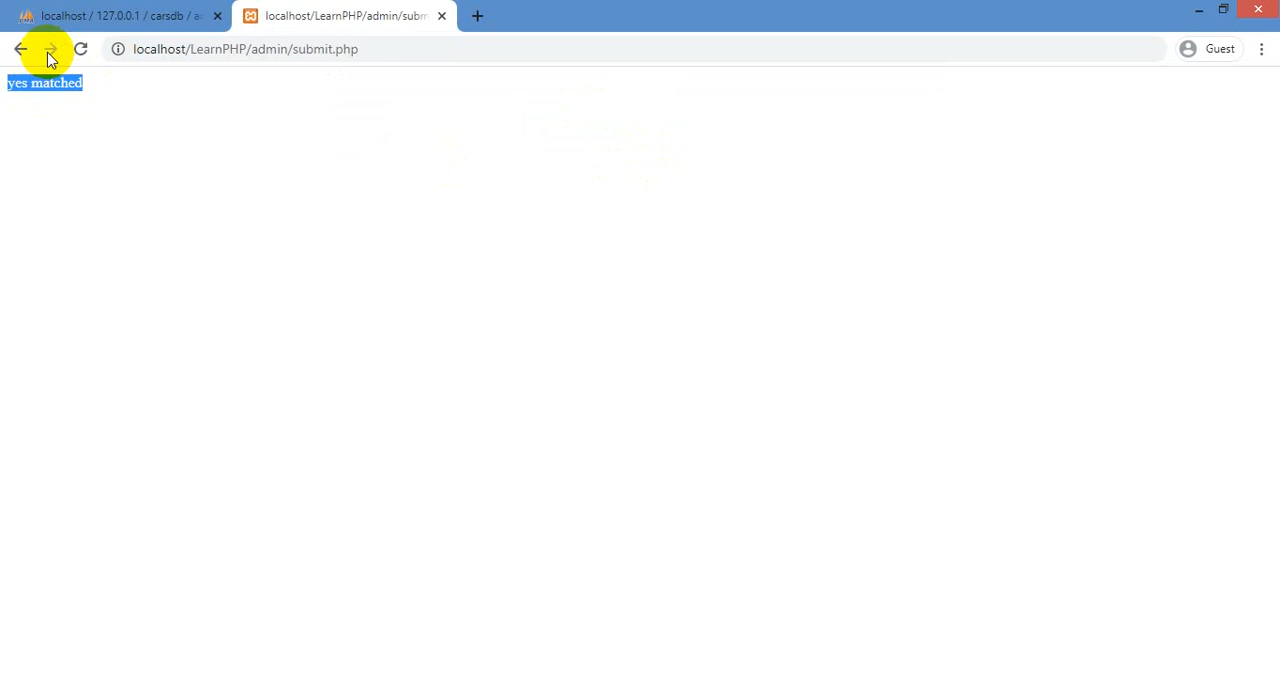 localhost / 127.0.0.1 / carsdb / a
localhost/LearnPHP/admin/subm
localhost/LearnPHP/admin/submit.php
Guest
yes matched